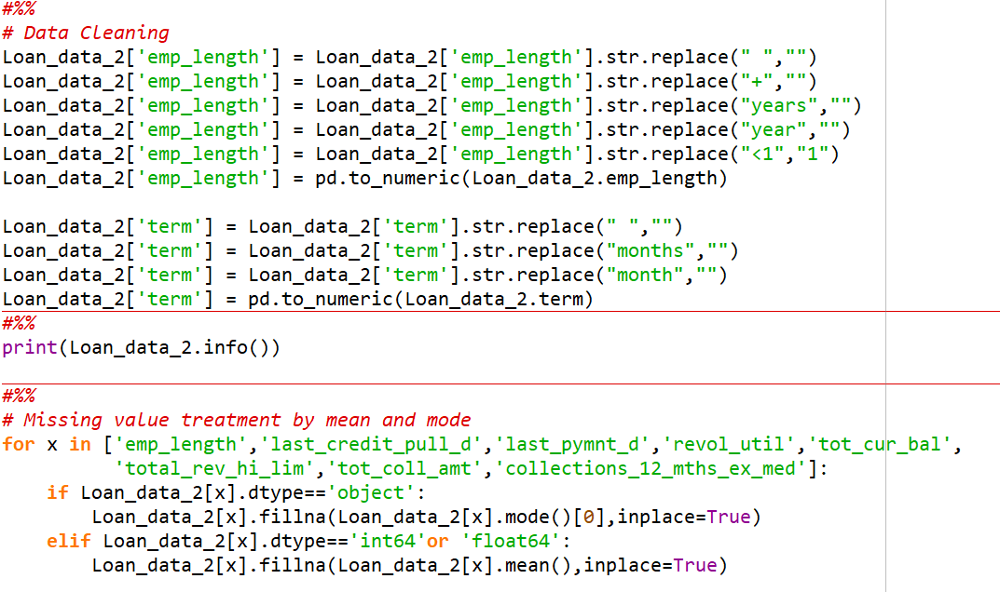 #%%
# Data Cleaning
Loan_data_2['emp_length'] = Loan_data_2['emp_length'].str.replace(" ","")
Loan_data_2['emp_length'] = Loan_data_2['emp_length'].str.replace("+","")
Loan_data_2['emp_length'] = Loan_data_2['emp_length'].str.replace("years","")
Loan_data_2['emp_length'] = Loan_data_2['emp_length'].str.replace("year","")
Loan_data_2['emp_length'] = Loan_data_2['emp_length'].str.replace("<1","1")
Loan_data_2['emp_length'] = pd.to_numeric(Loan_data_2.emp_length)

Loan_data_2['term'] = Loan_data_2['term'].str.replace(" ","")
Loan_data_2['term'] = Loan_data_2['term'].str.replace("months","")
Loan_data_2['term'] = Loan_data_2['term'].str.replace("month","")
Loan_data_2['term'] = pd.to_numeric(Loan_data_2.term)
#%%
print(Loan_data_2.info())

#%%
# Missing value treatment by mean and mode
for x in ['emp_length','last_credit_pull_d','last_pymnt_d','revol_util','tot_cur_bal',
          'total_rev_hi_lim','tot_coll_amt','collections_12_mths_ex_med']:
    if Loan_data_2[x].dtype=='object':
        Loan_data_2[x].fillna(Loan_data_2[x].mode()[0],inplace=True)
    elif Loan_data_2[x].dtype=='int64'or 'float64':
        Loan_data_2[x].fillna(Loan_data_2[x].mean(),inplace=True)